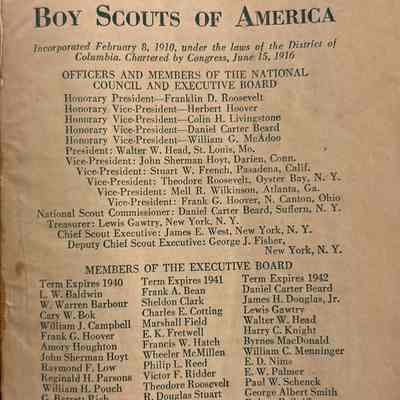 BOY SCOUTS OF AMERICA
Incorporated February 8, 1910, under the laws of the District of
Columbia. Chartered by Congress, June 15, 1916
OFFICERS AND MEMBERS OF THE NATIONAL
COUNCIL AND EXECUTIVE BOARD
Honorary President—Franklin D. Roosevelt
Honorary Vice-President—Herbert Hoover
Honorary Vice-President—Colin H. Livingstone
Honorary Vice-President—Daniel Carter Beard
Honorary Vice-President—William G. McAdoo
President: Walter W. Head, St. Louis, Mo.
Vice-President: John Sherman Hoyt, Darien, Conn.
Vice-President: Stuart W. French, Pasadena, Calif.
Vice-President: Theodore Roosevelt, Oyster Bay, N. Y.
Vice-President: Mell R. Wilkinson, Atlanta, Ga.
Vice-President: Frank G. Hoover, N. Canton, Ohio
National Scout Commissioner: Daniel Carter Beard, Suffern, N. Y.
Treasurer: Lewis Gawtry, New York, N. Y.
Chief Scout Executive: James E. West, New York, N. Y.
Deputy Chief Scout Executive: George J. Fisher,
New York, N. Y.
MEMBERS OF THE EXECUTIVE BOARD
Term Expires 1940
L. W. Baldwin
W. Warren Barbour
Cary W. Bok
William J. Campbell
Frank G. Hoover
Amory Houghton
John Sherman Hoyt
Raymond F. Low
Reginald H. Parsons
William H. Pouch
G. Barrett Rich
Term Expires 1941
Frank A. Bean
Sheldon Clark
Charles E. Cotting
Marshall Field
E. K. Fretwell
Francis W. Hatch
Wheeler McMillen
Philip L. Reed
Victor F. Ridder
Theodore Roosevelt
R. Douglas Stuart
Term Expires 1942
Daniel Carter Beard
James H. Douglas, Jr.
Lewis Gawtry
Walter W. Head
Harry C. Knight
Byrnes MacDonald
William C. Menninger
E. D. Nims
E. W. Palmer
Paul W. Schenck
George Albert Smith